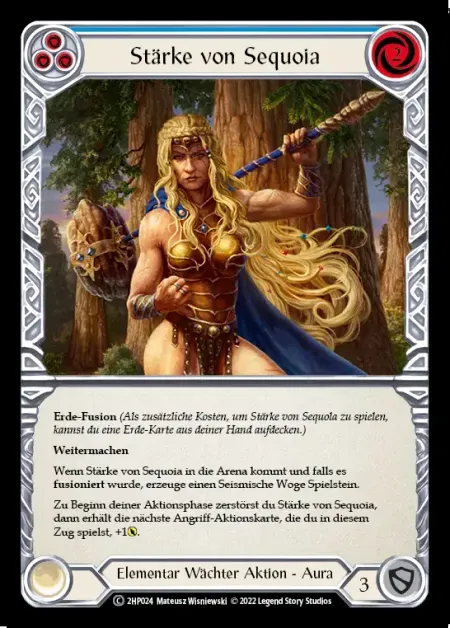 Stärke von Sequoia
2
Erde-Fusion (Als zusätzliche Kosten, um Stärke von Sequola zu spielen,
kannst du eine Erde-Karte aus deiner Hand aufdecken.)
Weitermachen
Wenn Stärke von Sequoia in die Arena kommt und falls es
fusioniert wurde, erzeuge einen Seismische Woge Spielstein.
Zu Beginn deiner Aktionsphase zerstörst du Stärke von Sequoia,
dann erhält die nächste Angriff-Aktionskarte, die du in diesem
Zug spielst, +1.
Elementar Wächter Aktion - Aura
3
C 2HP024 Mateusz Wisniewski © 2022 Legend Story Studios